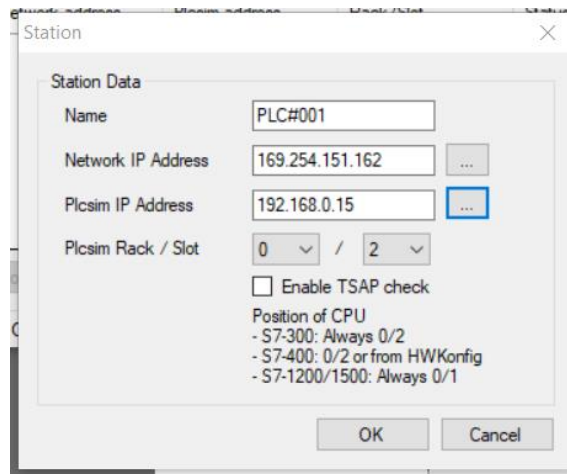 Station
Station Data
Name PLC#001
Network IP Address 169.254.151.162 ...
Plcsim IP Address 192.168.0.15 ...
Plcsim Rack / Slot 0 / 2
Enable TSAP check
Position of CPU
- S7-300: Always 0/2
- S7-400: 0/2 or from HWKonfig
- S7-1200/1500: Always 0/1
OK Cancel